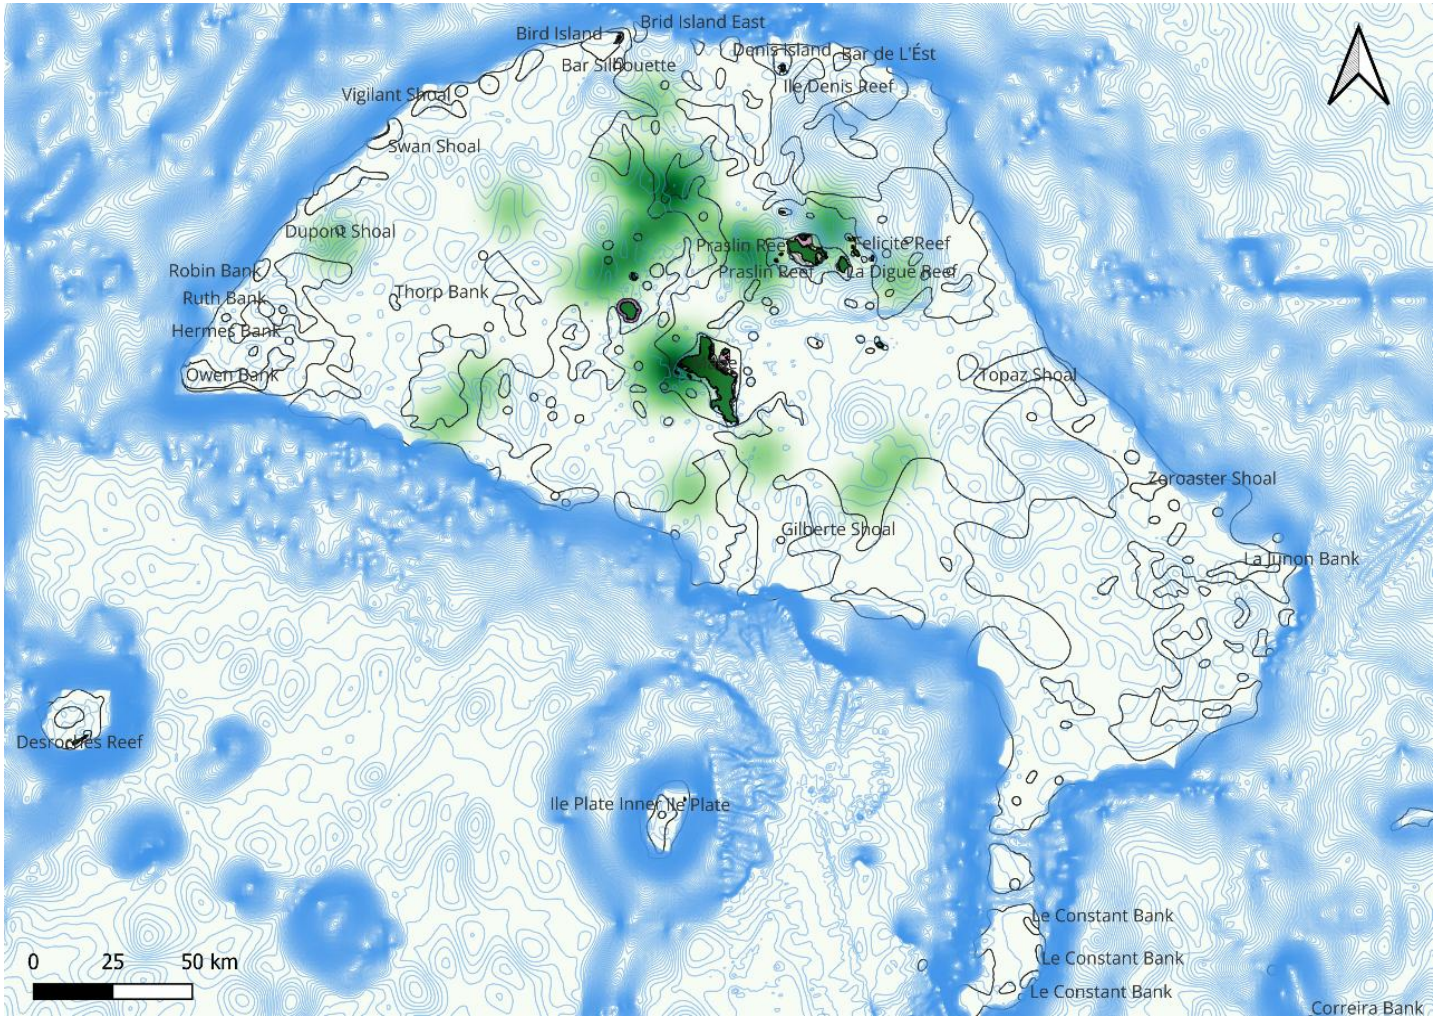 Brid Island East
Bird Island
Denis Island
Bar de L'Ést
Bar Silhouette
Ile Denis Reef
Vigilant Shoal
Swan Shoal
Dupont Shoal
Praslin Reef
Felicite Reef
Robin Bank
Praslin Reef
La Digue Reef
Thorp Bank
Ruth Bank
Hermes Bank
Owen Bank
Topaz Shoal
Zoroaster Shoal
Gilberte Shoal
La Junon Bank
Desroches Reef
Ile Plate Inner Ile Plate
Le Constant Bank
Le Constant Bank
0 25 50 km
Le Constant Bank
Correira Bank